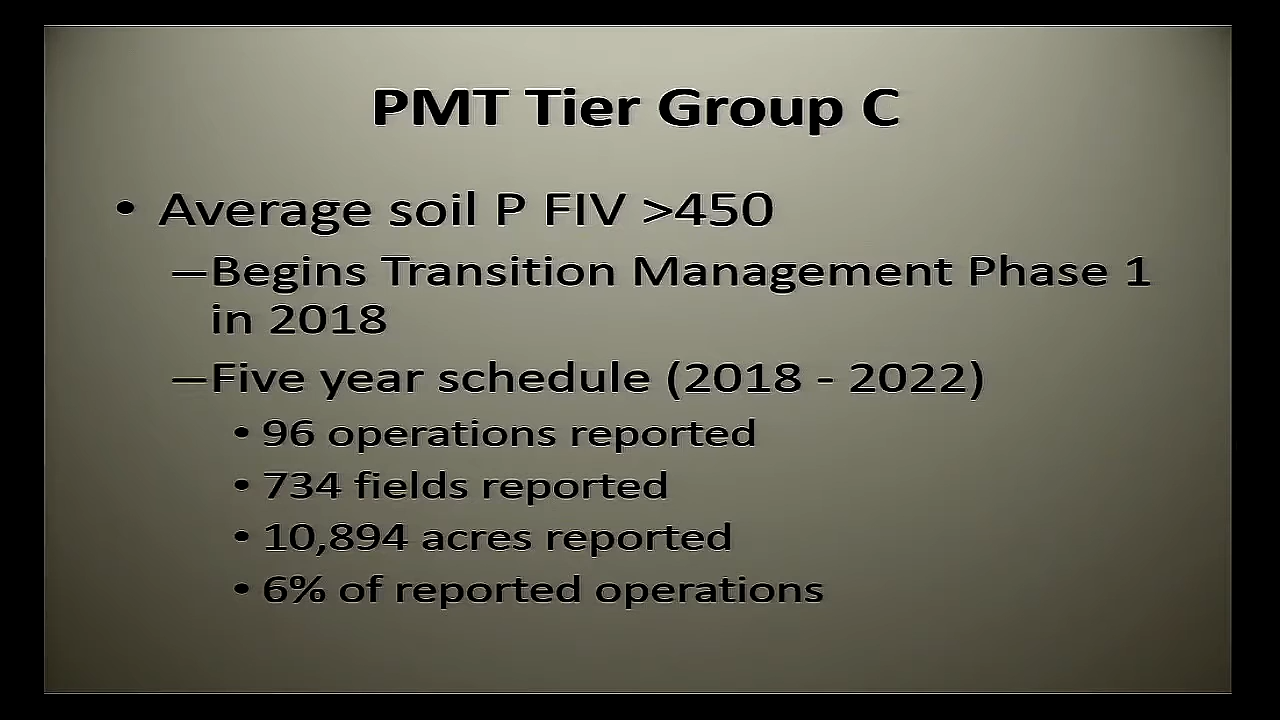 PMT Tier Group C
• Average soil P FIV >450
–Begins Transition Management Phase 1
in 2018
–Five year schedule (2018 - 2022)
• 96 operations reported
• 734 fields reported
• 10,894 acres reported
• 6% of reported operations